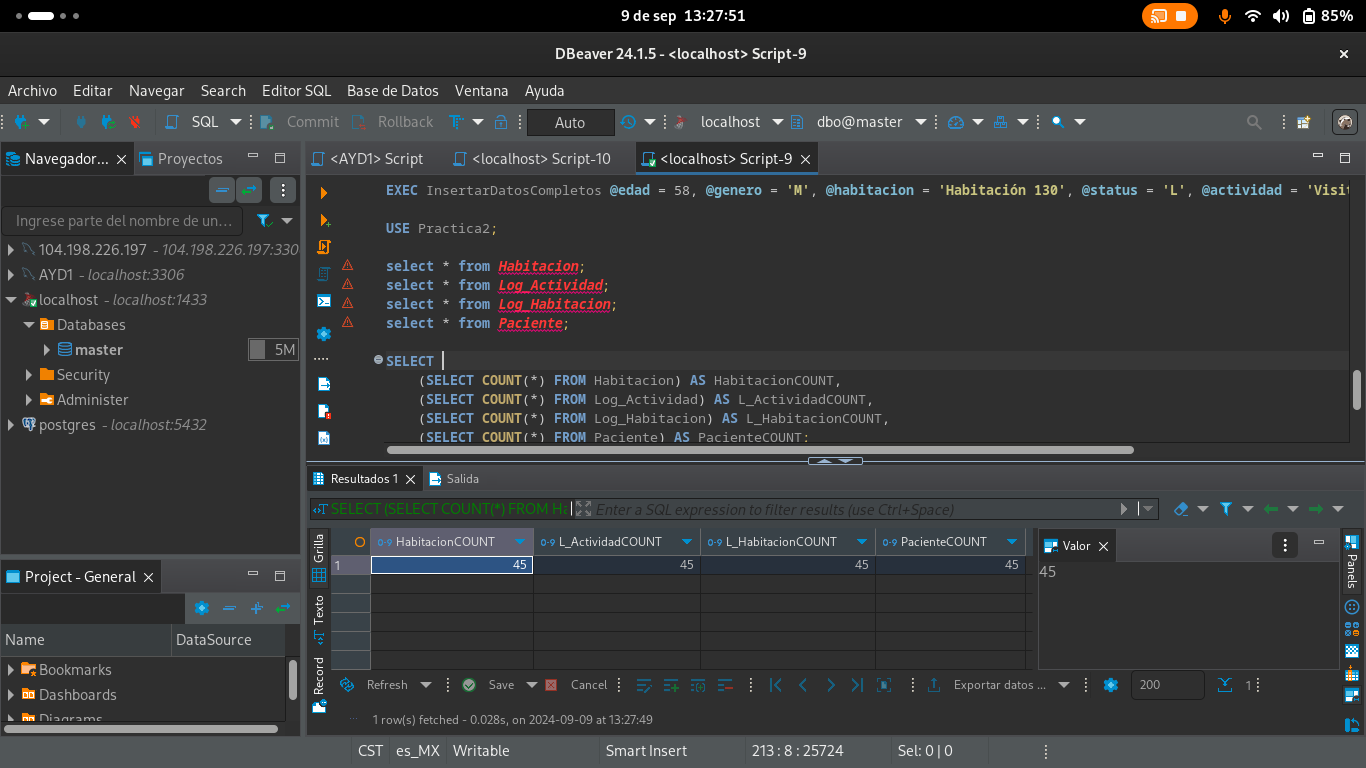 9 de sep 13:27:51
85%
DBeaver 24.1.5 - <localhost> Script-9
Archivo Editar Navegar Search Editor SQL Base de Datos Ventana Ayuda
SQL Commit Rollback Auto localhost dbo@master
Navegador... Proyectos
<AYD1> Script <localhost> Script-10 <localhost> Script-9
Ingrese parte del nombre de un...
104.198.226.197 - 104.198.226.197:330
AYD1 - localhost:3306
localhost - localhost:1433
Databases
master 5M
Security
Administer
postgres - localhost:5432
EXEC InsertarDatosCompletos @edad = 58, @genero = 'M', @habitacion = 'Habitación 130', @status = 'L', @actividad = 'Visit
USE Practica2;
select * from Habitacion;
select * from Log_Actividad;
select * from Log_Habitacion;
select * from Paciente;
SELECT
(SELECT COUNT(*) FROM Habitacion) AS HabitacionCOUNT,
(SELECT COUNT(*) FROM Log_Actividad) AS L_ActividadCOUNT,
(SELECT COUNT(*) FROM Log_Habitacion) AS L_HabitacionCOUNT,
(SELECT COUNT(*) FROM Paciente) AS PacienteCOUNT;
Resultados 1 Salida
SELECT (SELECT COUNT(*) FROM Ha Enter a SQL expression to filter results (use Ctrl+Space)
Grilla
Texto
Record
HabitacionCOUNT L_ActividadCOUNT L_HabitacionCOUNT PacienteCOUNT
1 45 45 45 45
Valor
45
Panels
Project - General
Name DataSource
Bookmarks
Dashboards
Diagrams
Refresh Save Cancel Exportar datos ... 200 1
1 row(s) fetched - 0.028s, on 2024-09-09 at 13:27:49
CST es_MX Writable Smart Insert 213 : 8 : 25724 Sel: 0 | 0